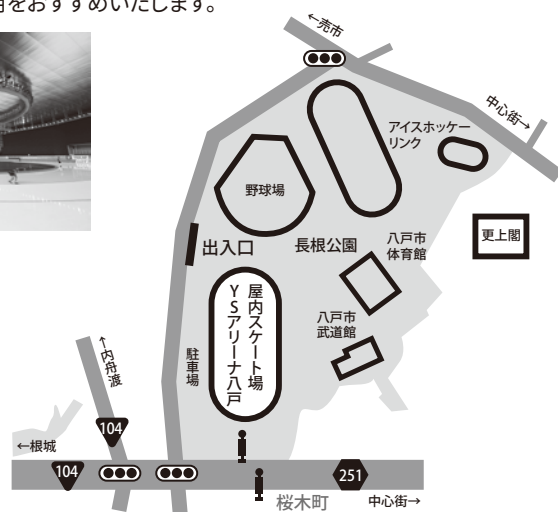 用をおすすめいたします。
←売市
中心街→
アイスホッケー
リンク
野球場
更上閣
出入口
長根公園
八戸市
体育館
屋内スケート場
YSアリーナ八戸
八戸市
武道館
駐車場
←内舟渡
104
←根城
104
251
桜木町
中心街→